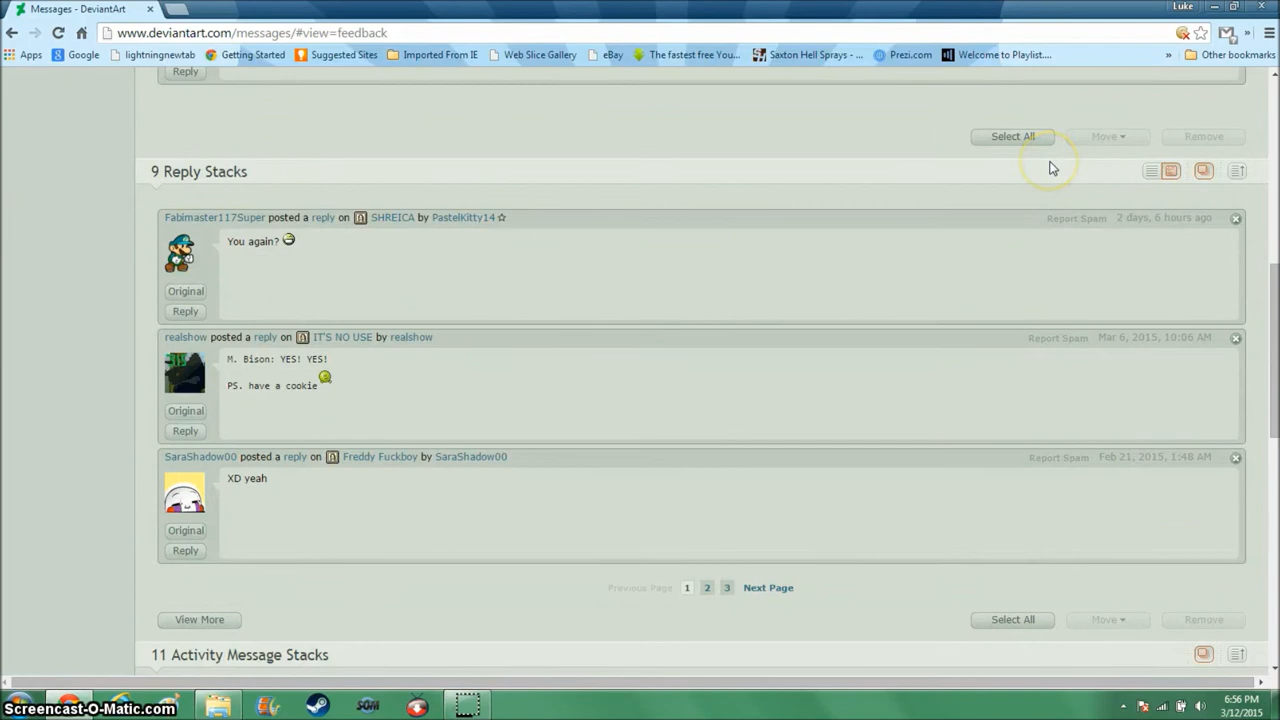 Messages - DeviantArt
Luke
www.deviantart.com/messages/#view=feedback
Apps Google lightningnewtab Getting Started Suggested Sites Imported From IE Web Slice Gallery eBay The fastest free You... Saxton Hell Sprays - ... Prezi.com Welcome to Playlist.... » Other bookmarks
Reply
Select All Move Remove
9 Reply Stacks
Fabimaster117Super posted a reply on SHREICA by PastelKitty14 Report Spam 2 days, 6 hours ago
You again?
Original
Reply
realshow posted a reply on IT'S NO USE by realshow Report Spam Mar 6, 2015, 10:06 AM
M. Bison: YES! YES!
PS. have a cookie
Original
Reply
SaraShadow00 posted a reply on Freddy Fuckboy by SaraShadow00 Report Spam Feb 21, 2015, 1:48 AM
XD yeah
Original
Reply
Previous Page 1 2 3 Next Page
View More Select All Move Remove
11 Activity Message Stacks
SOM
6:56 PM
3/12/2015
Screencast-O-Matic.com